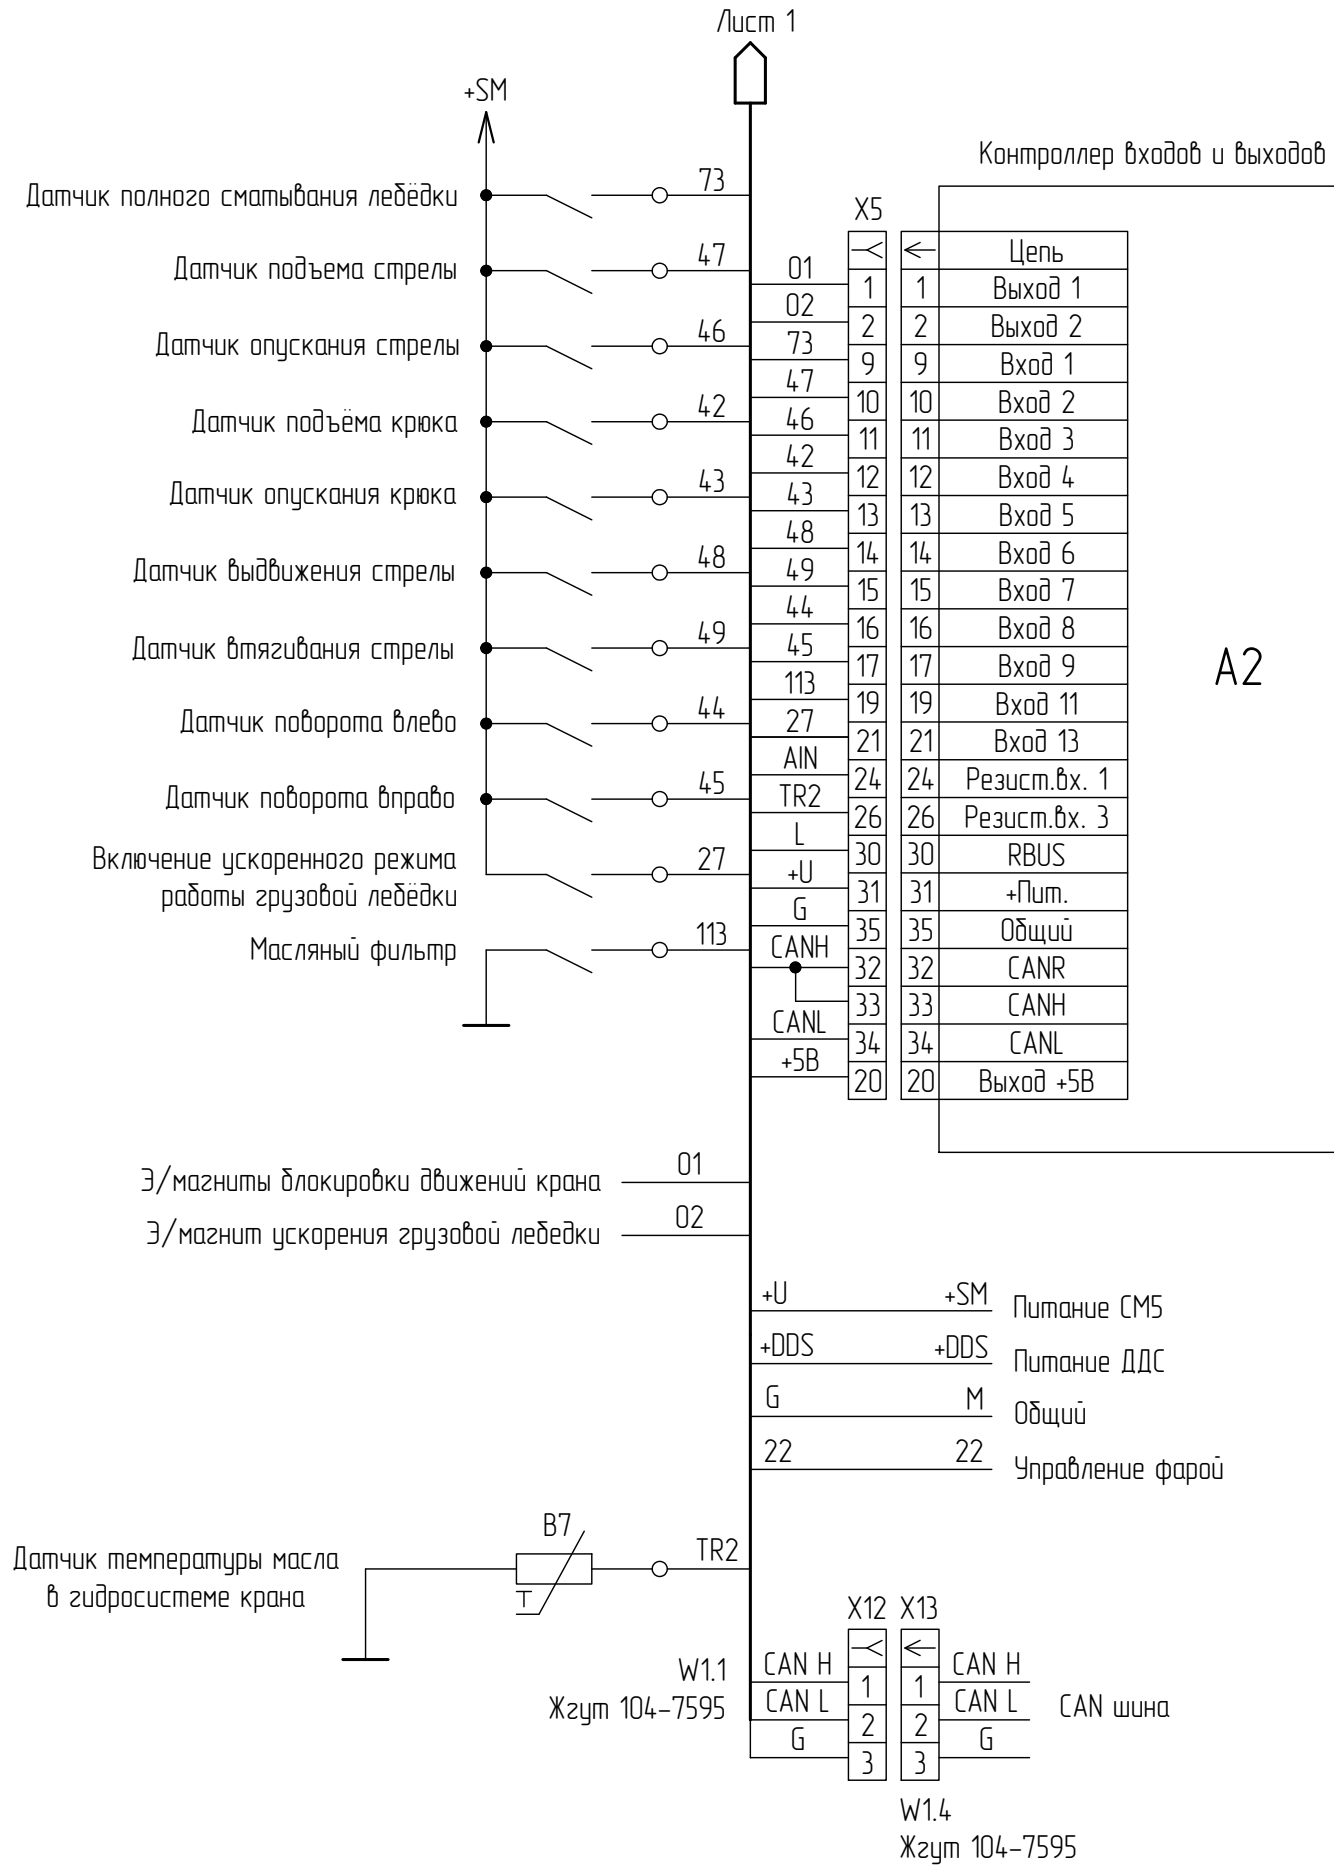 Лист 1
+SM
Контроллер входов и выходов
Датчик полного сматывания лебёдки
73
Датчик подъема стрелы
47
Датчик опускания стрелы
46
Датчик подъёма крюка
42
Датчик опускания крюка
43
Датчик выдвижения стрелы
48
Датчик втягивания стрелы
49
Датчик поворота влево
44
Датчик поворота вправо
45
Включение ускоренного режима
работы грузовой лебёдки
27
Масляный фильтр
113
X5
Цепь
01 1 1 Выход 1
02 2 2 Выход 2
73 9 9 Вход 1
47 10 10 Вход 2
46 11 11 Вход 3
42 12 12 Вход 4
43 13 13 Вход 5
48 14 14 Вход 6
49 15 15 Вход 7
44 16 16 Вход 8
45 17 17 Вход 9
113 19 19 Вход 11
27 21 21 Вход 13
AIN 24 24 Резист.вх. 1
TR2 26 26 Резист.вх. 3
L 30 30 RBUS
+U 31 31 +Пит.
G 35 35 Общий
CANH 32 32 CANR
33 33 CANH
CANL 34 34 CANL
+5В 20 20 Выход +5В
А2
Э/магниты блокировки движений крана
01
Э/магнит ускорения грузовой лебедки
02
+U +SM Питание СМ5
+DDS +DDS Питание ДДС
G M Общий
22 22 Управление фарой
Датчик температуры масла
в гидросистеме крана
B7
T
TR2
W1.1
Жгут 104-7595
X12 X13
CAN H 1 1 CAN H
CAN L 2 2 CAN L
G 3 3 G
CAN шина
W1.4
Жгут 104-7595